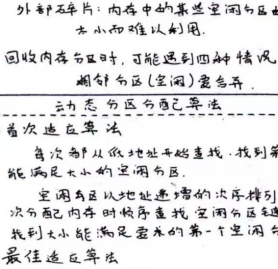 外部碎片：内存中的某些空闲分区由
大小而难以利用.
回收内存分区时，可能遇到四种情况
相邻分区(空闲)要合并.
动态分区分配算法
首次适应算法
每次都从低地址开始查找，找到第
能满足大小的空闲分区.
空闲分区以地址递增的次序排列
次分配内存时顺序查找空闲分区链
找到大小能满足要求的第一个空闲分
最佳适应算法